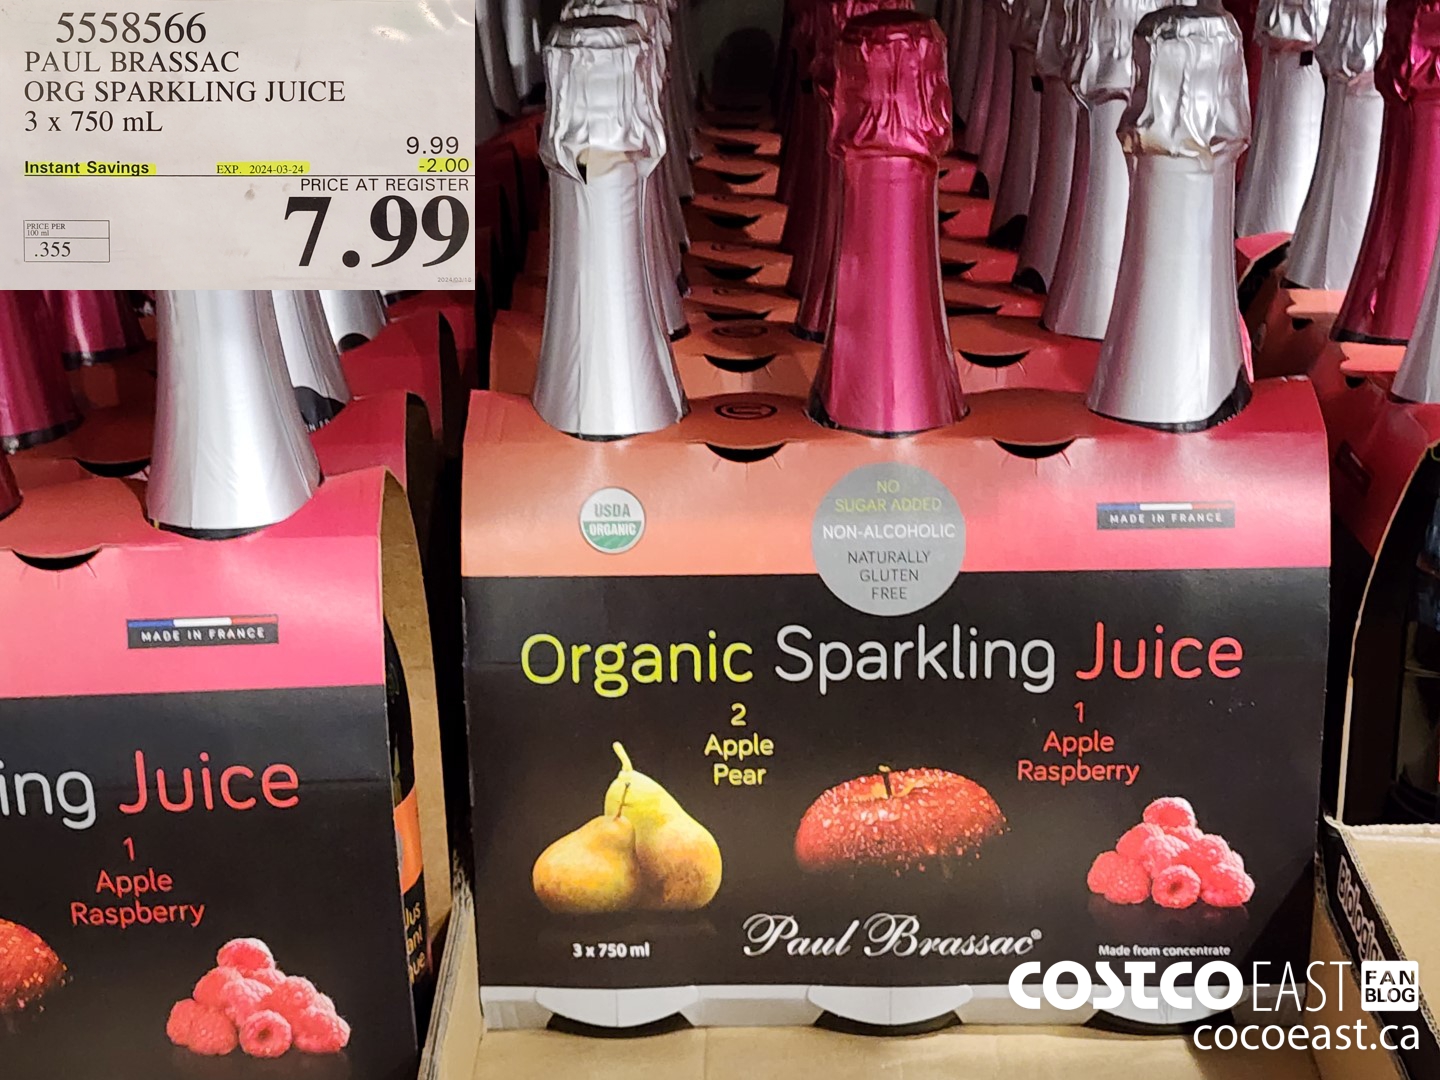 5558566
PAUL BRASSAC
ORG SPARKLING JUICE
3 x 750 mL
9.99
Instant Savings EXP. 2024-03-24 -2.00
PRICE AT REGISTER
7.99
PRICE PER
100 ml
.355
USDA
ORGANIC
NO
SUGAR ADDED
NON-ALCOHOLIC
NATURALLY
GLUTEN
FREE
MADE IN FRANCE
Organic Sparkling Juice
2
Apple
Pear
1
Apple
Raspberry
3 x 750 ml
Paul Brassac®
Made from concentrate
MADE IN FRANCE
ing Juice
1
Apple
Raspberry
COSTCO EAST FAN
BLOG
cocoeast.ca